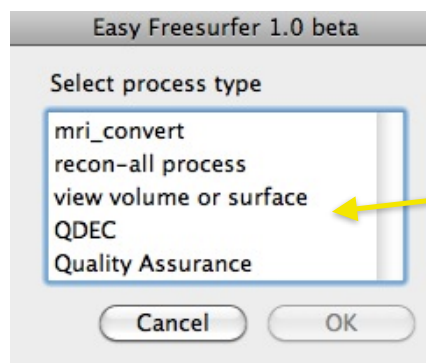 Easy Freesurfer 1.0 beta
Select process type
mri_convert
recon-all process
view volume or surface
QDEC
Quality Assurance
Cancel
OK